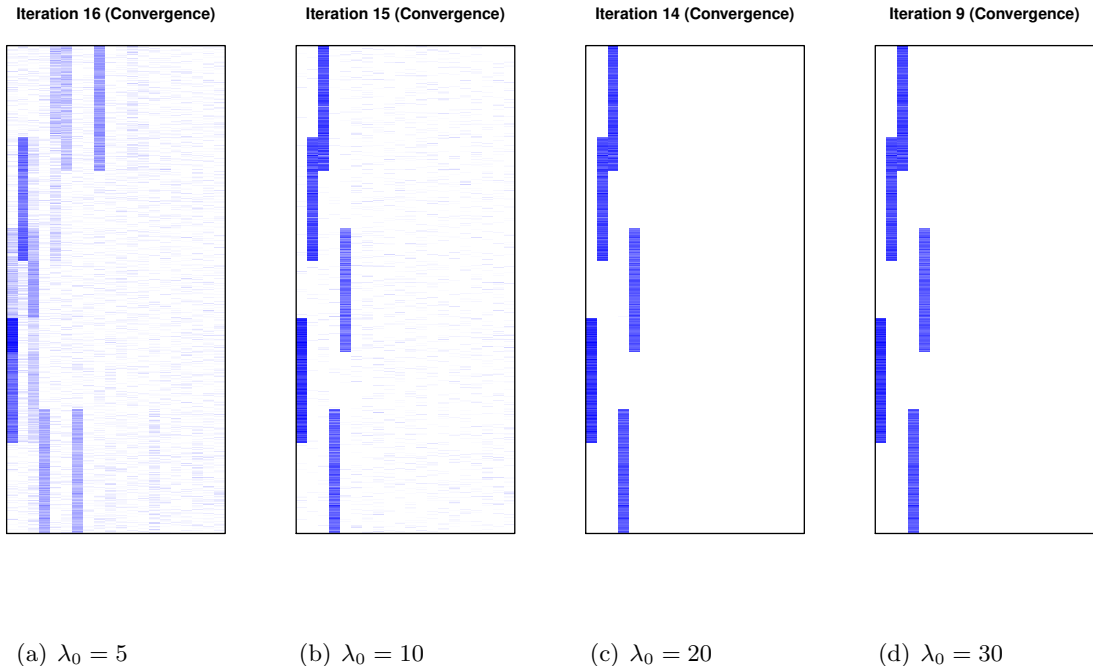 Iteration 16 (Convergence)
Iteration 15 (Convergence)
Iteration 14 (Convergence)
Iteration 9 (Convergence)
(a) λ₀ = 5
(b) λ₀ = 10
(c) λ₀ = 20
(d) λ₀ = 30